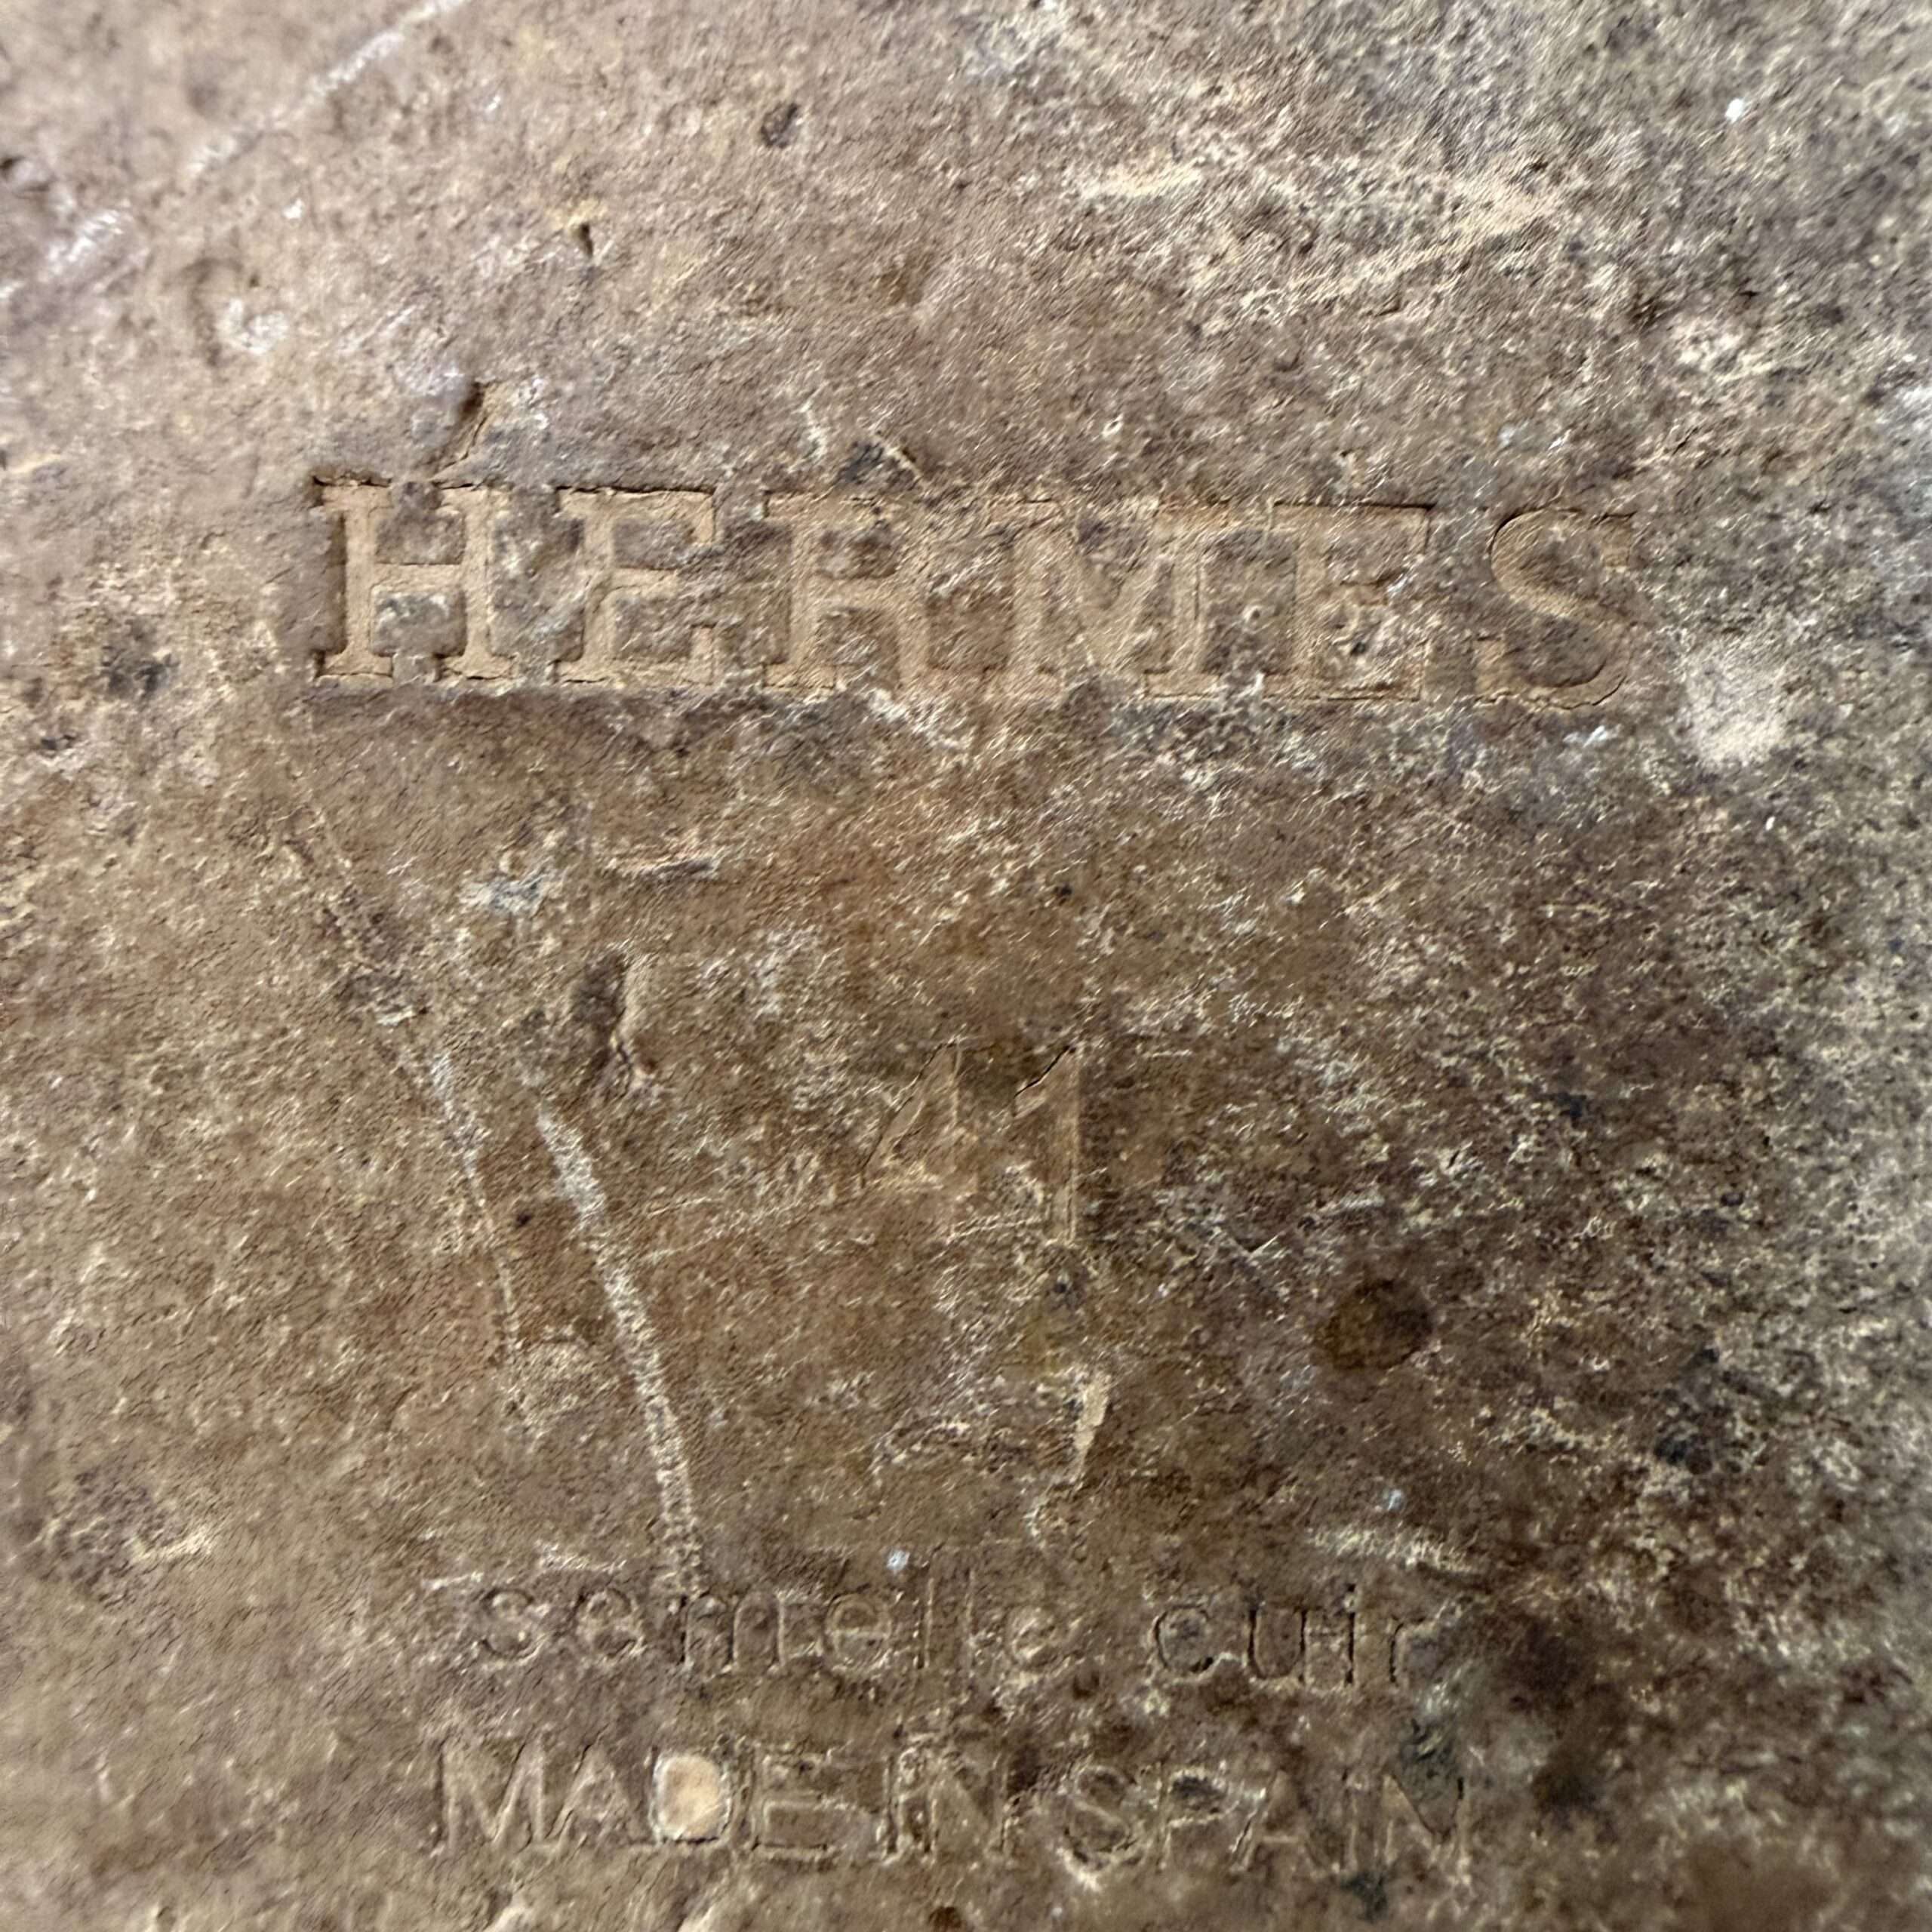 HERMES
41
semelle cuir
MADE IN SPAIN